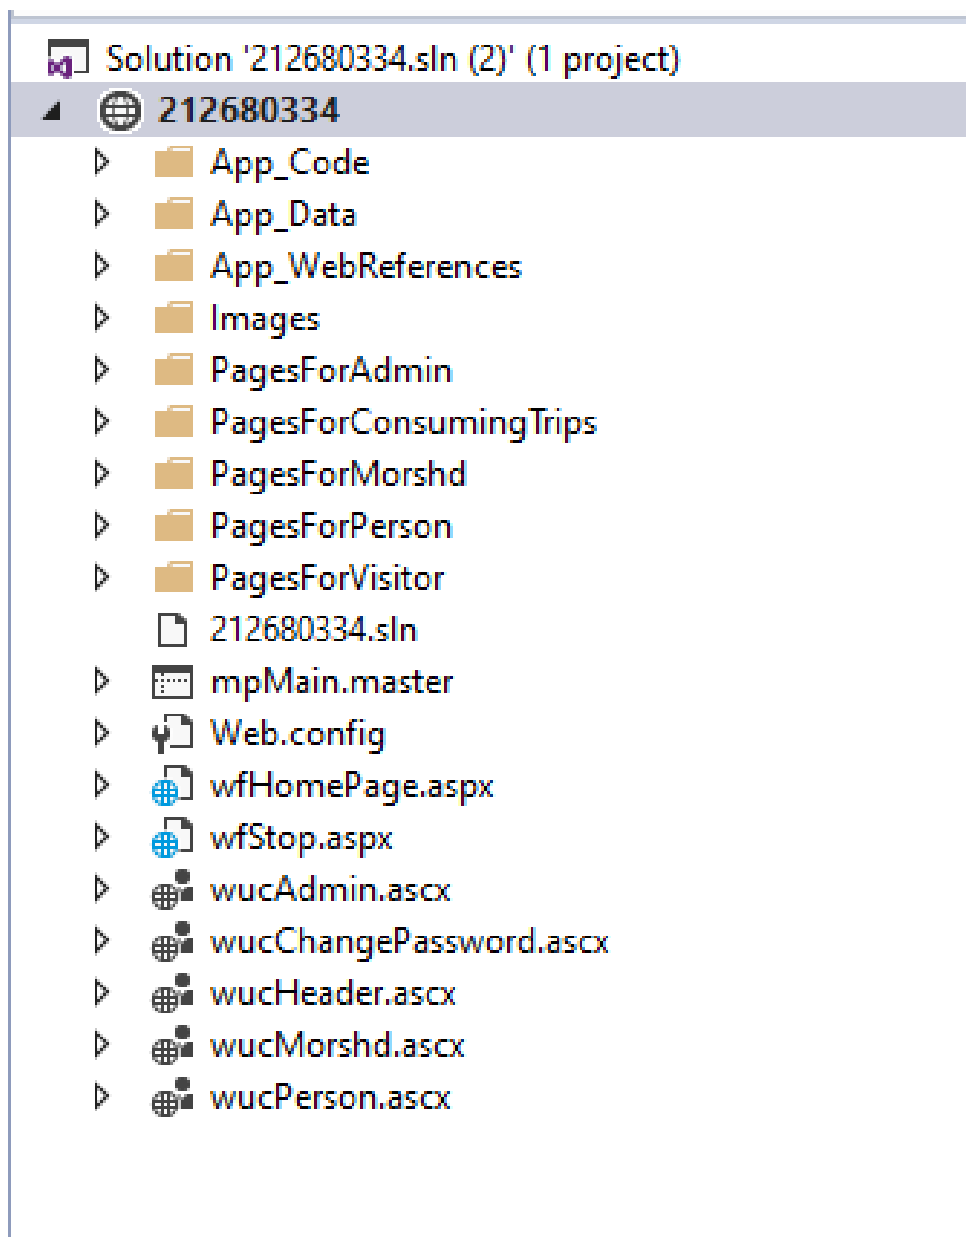 Solution '212680334.sln (2)' (1 project)
212680334
App_Code
App_Data
App_WebReferences
Images
PagesForAdmin
PagesForConsumingTrips
PagesForMorshd
PagesForPerson
PagesForVisitor
212680334.sln
mpMain.master
Web.config
wfHomePage.aspx
wfStop.aspx
wucAdmin.ascx
wucChangePassword.ascx
wucHeader.ascx
wucMorshd.ascx
wucPerson.ascx